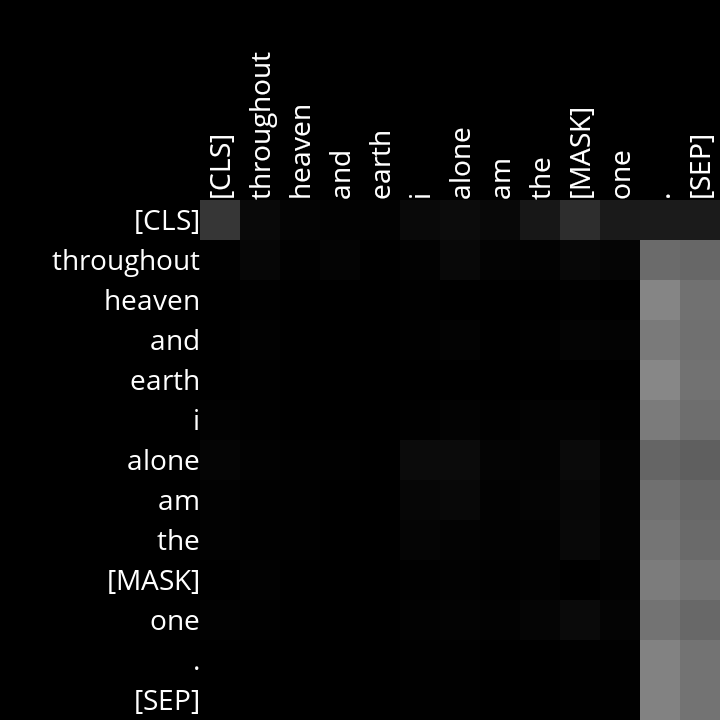 [CLS] throughout heaven and earth i alone am the [MASK] one . [SEP]
[CLS]
throughout
heaven
and
earth
i
alone
am
the
[MASK]
one
.
[SEP]